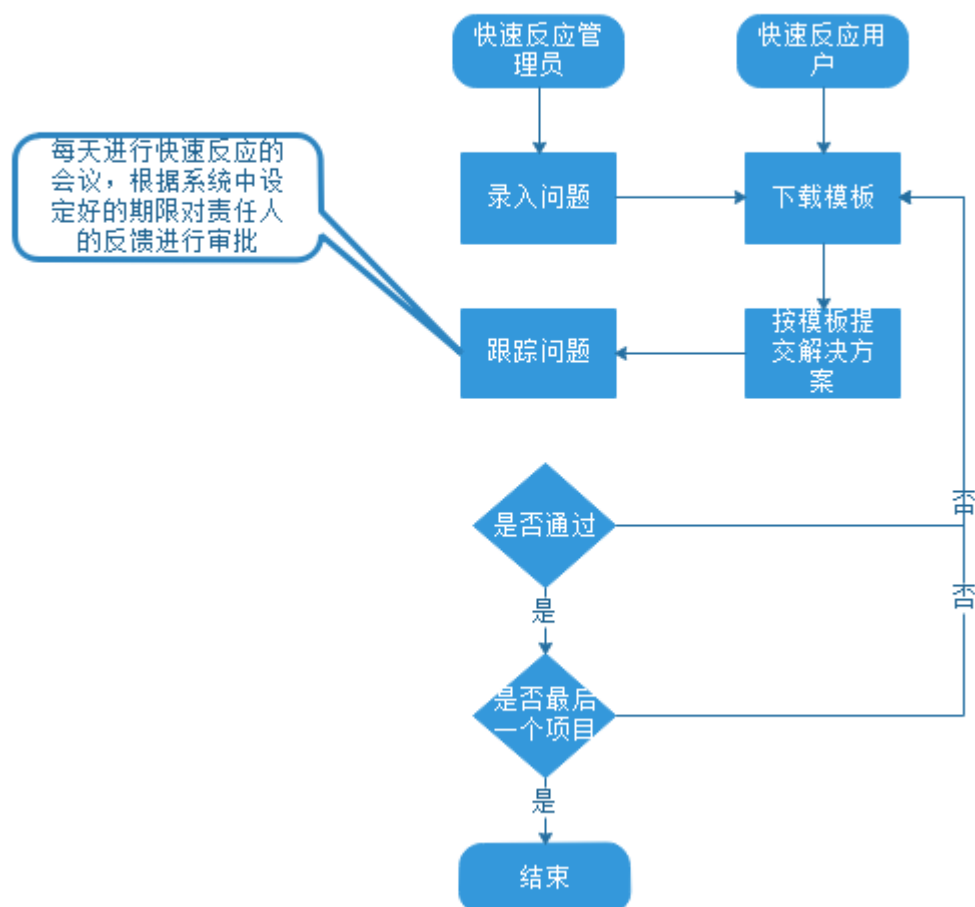 快速反应管
理员
快速反应用
户
每天进行快速反应的
会议，根据系统中设
定好的期限对责任人
的反馈进行审批
录入问题
下载模板
跟踪问题
按模板提
交解决方
案
是否通过
否
是
否
是否最后
一个项目
是
结束